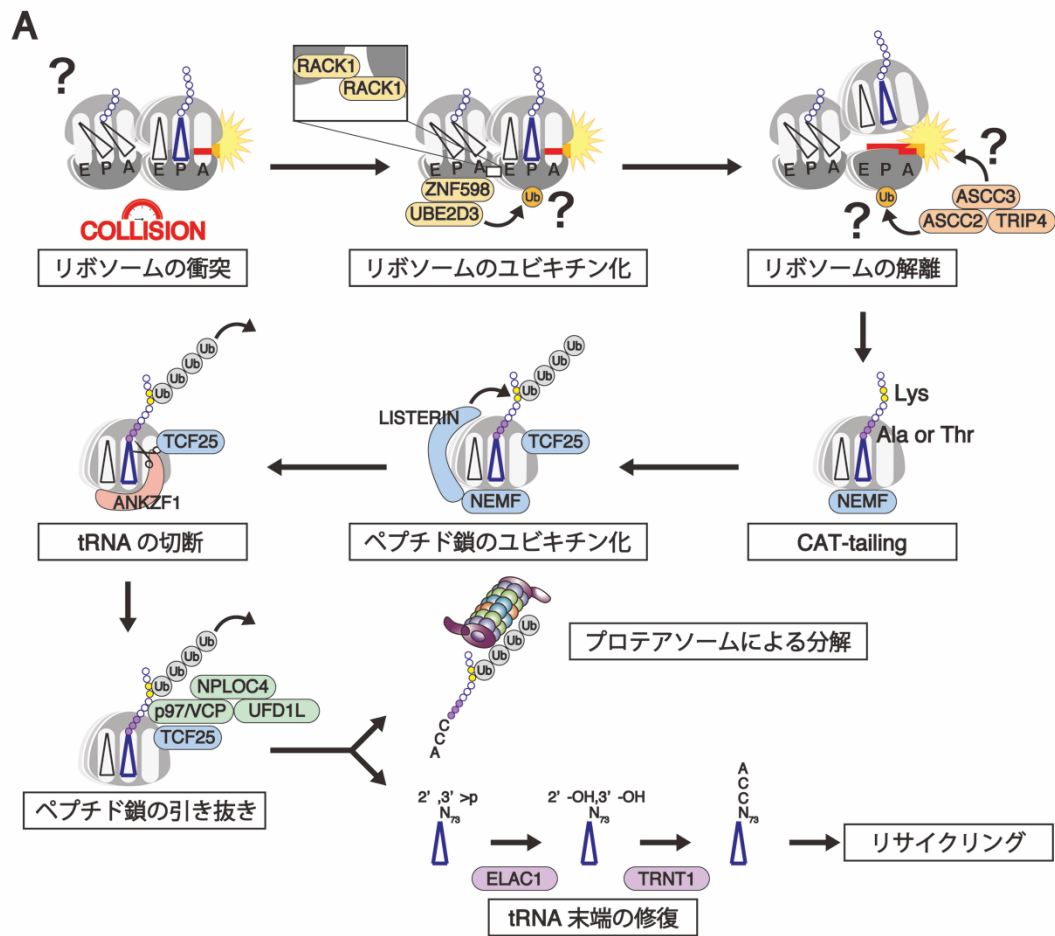 A
?
E P A E P A
COLLISION
リボソームの衝突
RACK1
RACK1
E P A E P A
ZNF598
UBE2D3
Ub
?
リボソームのユビキチン化
E P A E P A
?
Ub
?
ASCC3
ASCC2 TRIP4
リボソームの解離
Lys
Ala or Thr
NEMF
CAT-tailing
Ub Ub Ub Ub
LISTERIN
TCF25
NEMF
ペプチド鎖のユビキチン化
Ub Ub Ub Ub
TCF25
ANKZF1
tRNA の切断
Ub Ub Ub Ub
NPLOC4
p97/VCP UFD1L
TCF25
ペプチド鎖の引き抜き
Ub Ub Ub Ub
C
C
A
プロテアソームによる分解
2' ,3' >p
N73
ELAC1
2' -OH,3' -OH
N73
TRNT1
A
C
C
N73
tRNA 末端の修復
リサイクリング